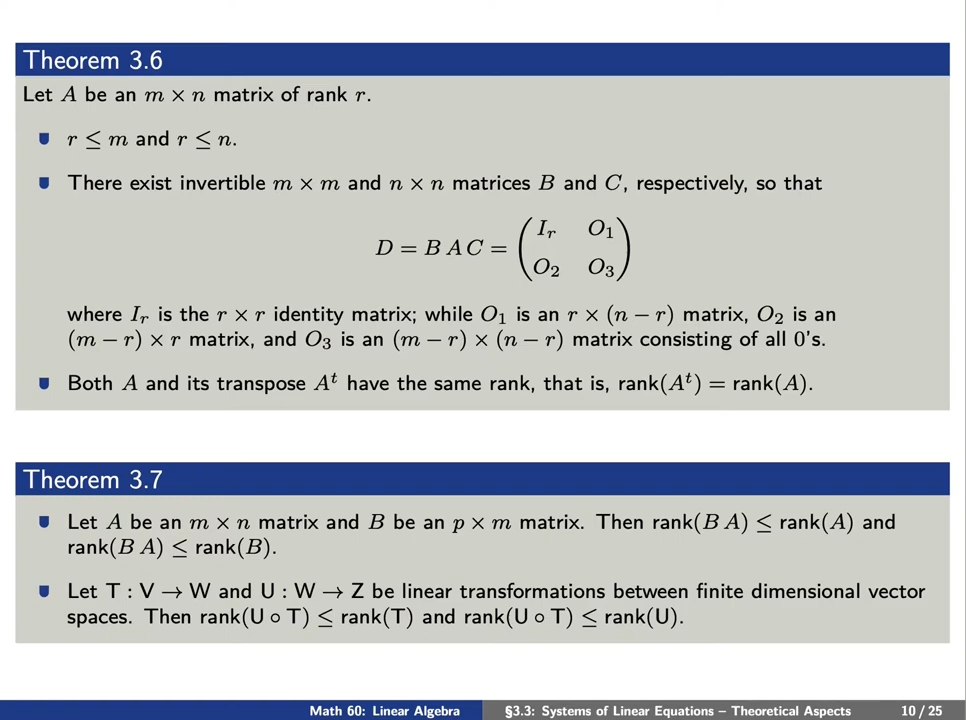 Theorem 3.6
Let A be an m × n matrix of rank r.
r ≤ m and r ≤ n.
There exist invertible m × m and n × n matrices B and C, respectively, so that
D = B A C = ( I_r O_1
O_2 O_3 )
where I_r is the r × r identity matrix; while O_1 is an r × (n − r) matrix, O_2 is an
(m − r) × r matrix, and O_3 is an (m − r) × (n − r) matrix consisting of all 0's.
Both A and its transpose A^t have the same rank, that is, rank(A^t) = rank(A).
Theorem 3.7
Let A be an m × n matrix and B be an p × m matrix. Then rank(B A) ≤ rank(A) and
rank(B A) ≤ rank(B).
Let T : V → W and U : W → Z be linear transformations between finite dimensional vector
spaces. Then rank(U ∘ T) ≤ rank(T) and rank(U ∘ T) ≤ rank(U).
Math 60: Linear Algebra §3.3: Systems of Linear Equations – Theoretical Aspects 10 / 25